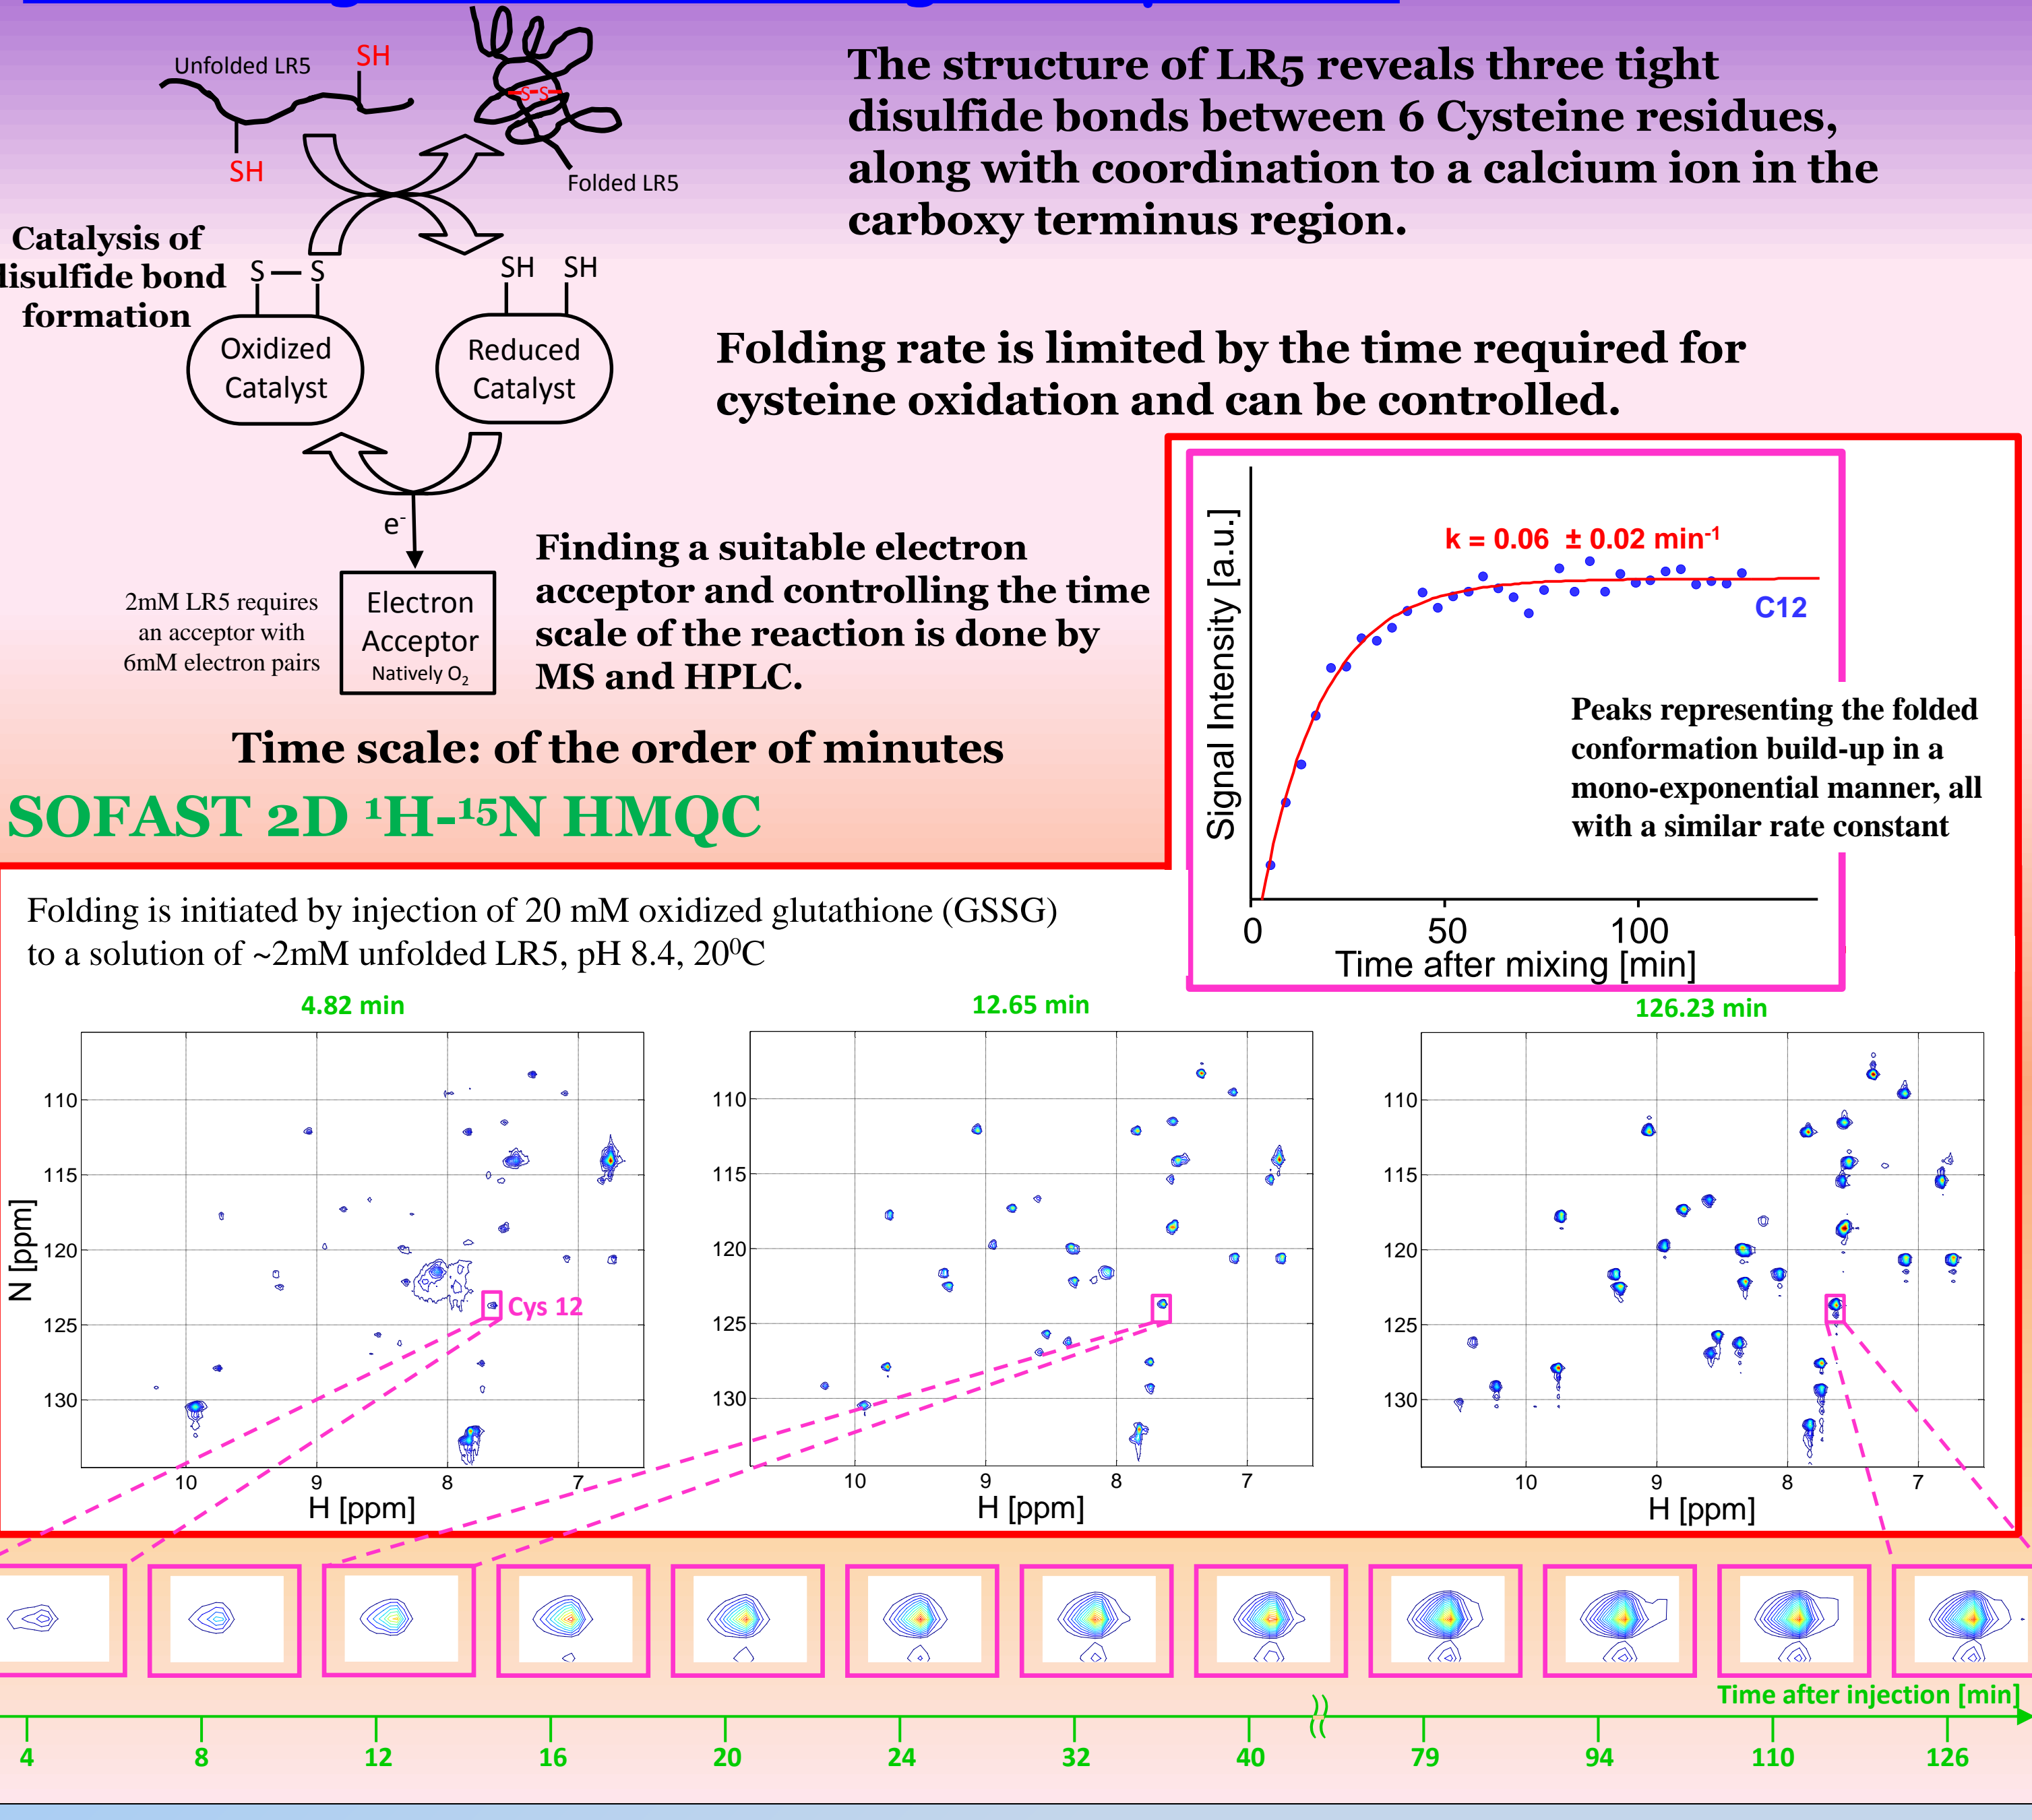 Unfolded LR5
SH
SH
S-S
Folded LR5
The structure of LR5 reveals three tight
disulfide bonds between 6 Cysteine residues,
along with coordination to a calcium ion in the
carboxy terminus region.
Catalysis of
disulfide bond
formation
S — S
SH SH
Oxidized
Catalyst
Reduced
Catalyst
Folding rate is limited by the time required for
cysteine oxidation and can be controlled.
e⁻
2mM LR5 requires
an acceptor with
6mM electron pairs
Electron
Acceptor
Natively O₂
Finding a suitable electron
acceptor and controlling the time
scale of the reaction is done by
MS and HPLC.
Time scale: of the order of minutes
SOFAST 2D ¹H-¹⁵N HMQC
Signal Intensity [a.u.]
k = 0.06 ± 0.02 min⁻¹
C12
Peaks representing the folded
conformation build-up in a
mono-exponential manner, all
with a similar rate constant
0 50 100
Time after mixing [min]
Folding is initiated by injection of 20 mM oxidized glutathione (GSSG)
to a solution of ~2mM unfolded LR5, pH 8.4, 20⁰C
4.82 min
N [ppm]
110
115
120
125
130
Cys 12
10 9 8 7
H [ppm]
12.65 min
110
115
120
125
130
10 9 8 7
H [ppm]
126.23 min
110
115
120
125
130
10 9 8 7
H [ppm]
Time after injection [min]
4 8 12 16 20 24 32 40 79 94 110 126